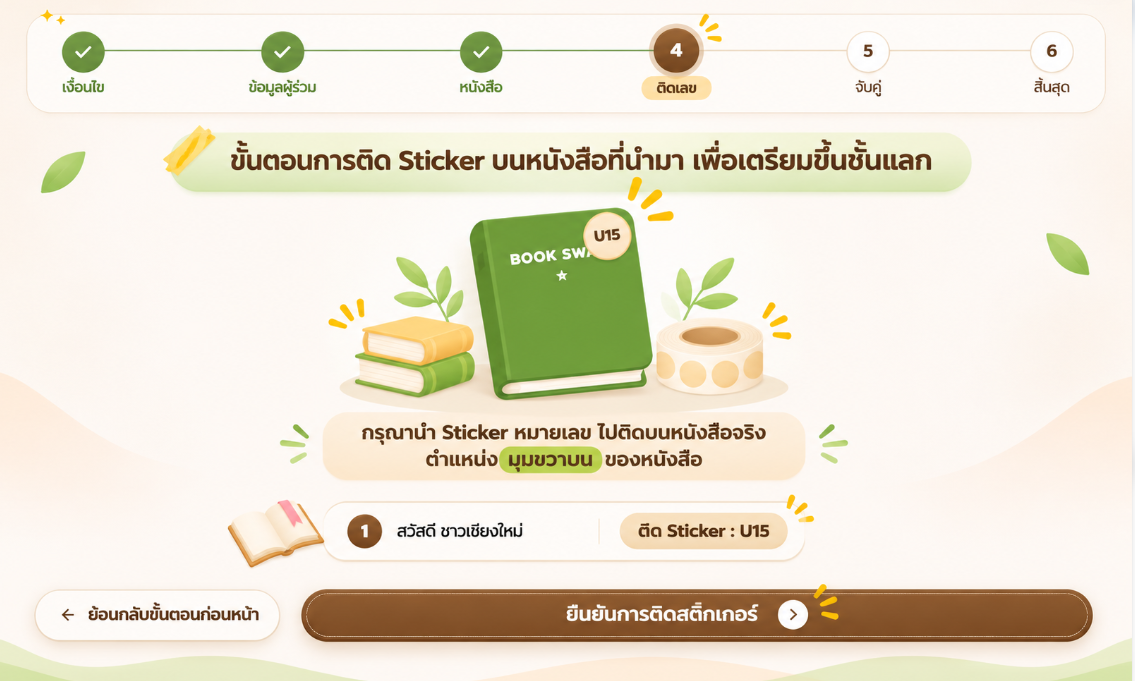 4
5
6
เงื่อนไข
ข้อมูลผู้ร่วม
หนังสือ
ติดเลข
จับคู่
สิ้นสุด
ขั้นตอนการติด Sticker บนหนังสือที่นำมา เพื่อเตรียมขึ้นชั้นแลก
U15
BOOK SWA
กรุณานำ Sticker หมายเลข ไปติดบนหนังสือจริง
ตำแหน่ง มุมขวาบน ของหนังสือ
1 สวัสดี ชาวเชียงใหม่ ติด Sticker : U15
← ย้อนกลับขั้นตอนก่อนหน้า
ยืนยันการติดสติ๊กเกอร์